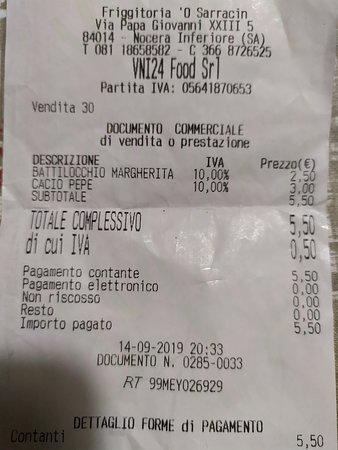 Friggitoria 'O Sarracin
Via Papa Giovanni XXIII 5
84014 - Nocera Inferiore (SA)
T 081 18658582 - C 366 8726525
VNI24 Food Srl
Partita IVA: 05641870653
Vendita 30
DOCUMENTO COMMERCIALE
di vendita o prestazione
DESCRIZIONE IVA Prezzo(€)
BATTILOCCHIO MARGHERITA 10,00% 2,50
CACIO PEPE 10,00% 3,00
SUBTOTALE 5,50
TOTALE COMPLESSIVO 5,50
di cui IVA 0,50
Pagamento contante 5,50
Pagamento elettronico 0,00
Non riscosso 0,00
Resto 0,00
Importo pagato 5,50
14-09-2019 20:33
DOCUMENTO N. 0285-0033
RT 99MEY026929
DETTAGLIO FORME di PAGAMENTO
Contanti 5,50